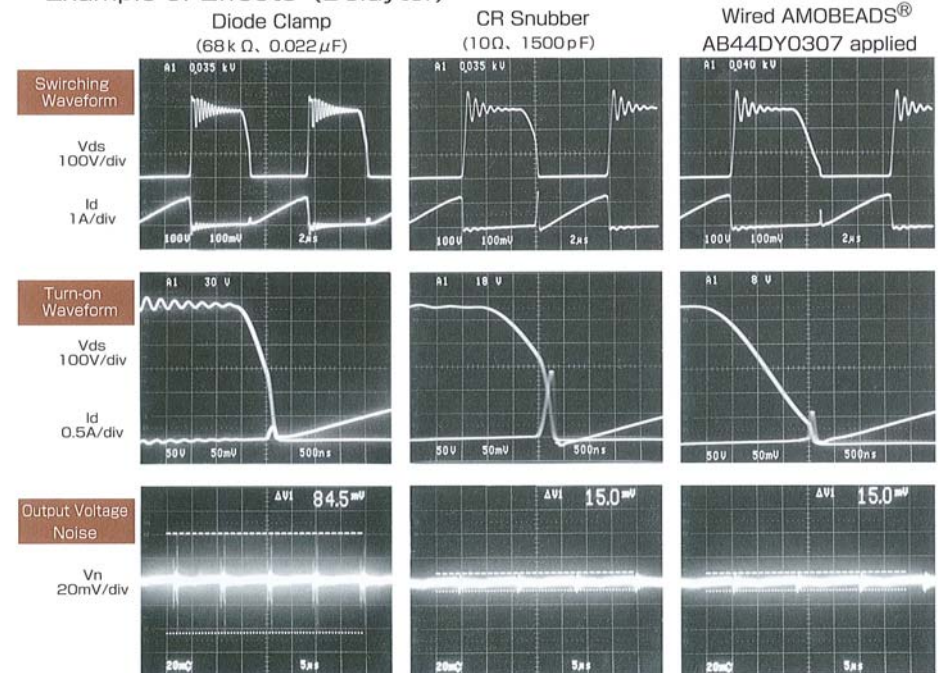 Diode Clamp
(68k Ω、0.022μF)
CR Snubber
(10Ω、1500pF)
Wired AMOBEADS®
AB44DY0307 applied
Swirching
Waveform
Vds
100V/div
Id
1A/div
A1 0.035 kV
100V 100mV 2μs
A1 0.035 kV
100V 100mV 2μs
A1 0.040 kV
100V 100mV 2μs
Turn-on
Waveform
Vds
100V/div
Id
0.5A/div
A1 30 V
50V 50mV 500ns
A1 18 V
50V 50mV 500ns
A1 8 V
50V 50mV 500ns
Output Voltage
Noise
Vn
20mV/div
ΔV1 84.5mV
5μs
ΔV1 15.0mV
5μs
ΔV1 15.0mV
5μs